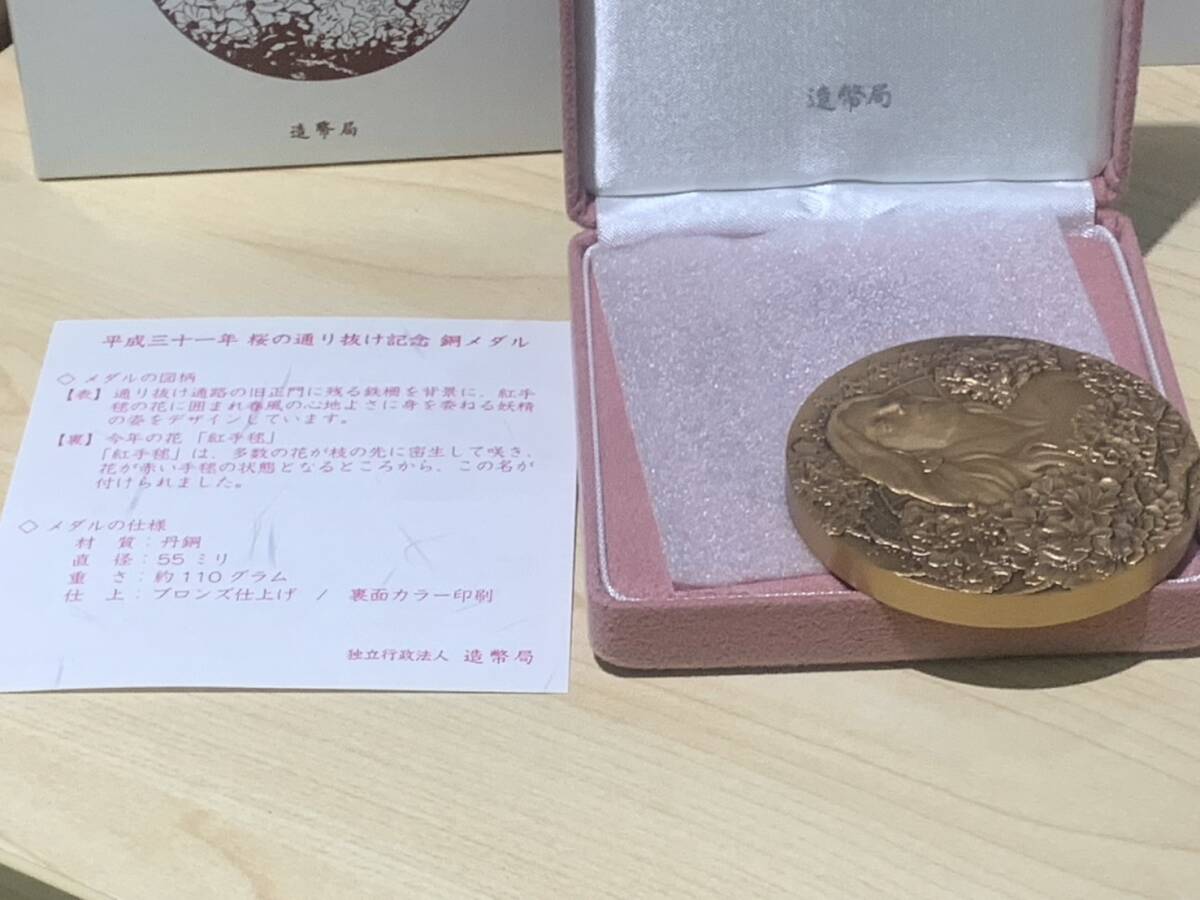 造幣局
造幣局
平成三十一年 桜の通り抜け記念 銅メダル
◇ メダルの図柄
【表】通り抜け通路の旧正門に残る鉄柵を背景に、紅手
毬の花に囲まれ春風の心地よさに身を委ねる妖精
の姿をデザインしています。
【裏】今年の花 「紅手毬」
「紅手毬」は、多数の花が枝の先に密生して咲き、
花が赤い手毬の状態となるところから、この名が
付けられました。
◇ メダルの仕様
材 質：丹銅
直 径：55ミリ
重 さ：約110グラム
仕 上：ブロンズ仕上げ / 裏面カラー印刷
独立行政法人 造幣局